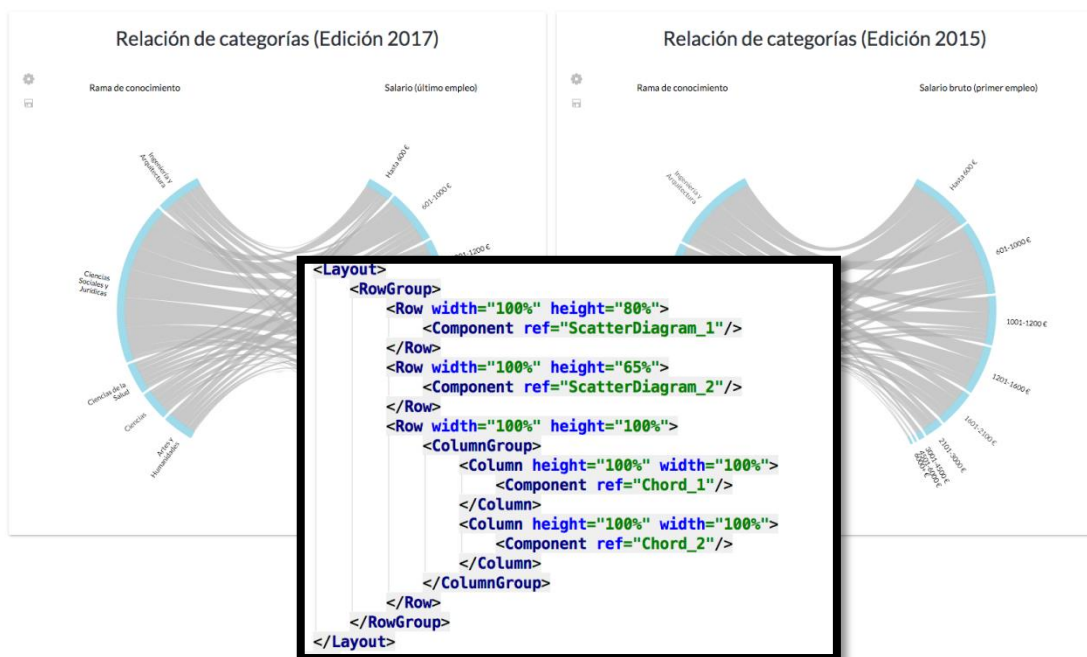 Relación de categorías (Edición 2017)
Rama de conocimiento
Salario (último empleo)
Ingeniería y
Arquitectura
Ciencias
Sociales y
Jurídicas
Ciencias de la
Salud
Ciencias
Artes y
Humanidades
Hasta 600 €
601-1000 €
Relación de categorías (Edición 2015)
Rama de conocimiento
Salario bruto (primer empleo)
Ingeniería y
Arquitectura
Hasta 600 €
601-1000 €
1001-1200 €
1201-1600 €
1601-2100 €
2101-3000 €
3001-4500 €
4501-6000 €
<Layout>
<RowGroup>
<Row width="100%" height="80%">
<Component ref="ScatterDiagram_1"/>
</Row>
<Row width="100%" height="65%">
<Component ref="ScatterDiagram_2"/>
</Row>
<Row width="100%" height="100%">
<ColumnGroup>
<Column height="100%" width="100%">
<Component ref="Chord_1"/>
</Column>
<Column height="100%" width="100%">
<Component ref="Chord_2"/>
</Column>
</ColumnGroup>
</Row>
</RowGroup>
</Layout>